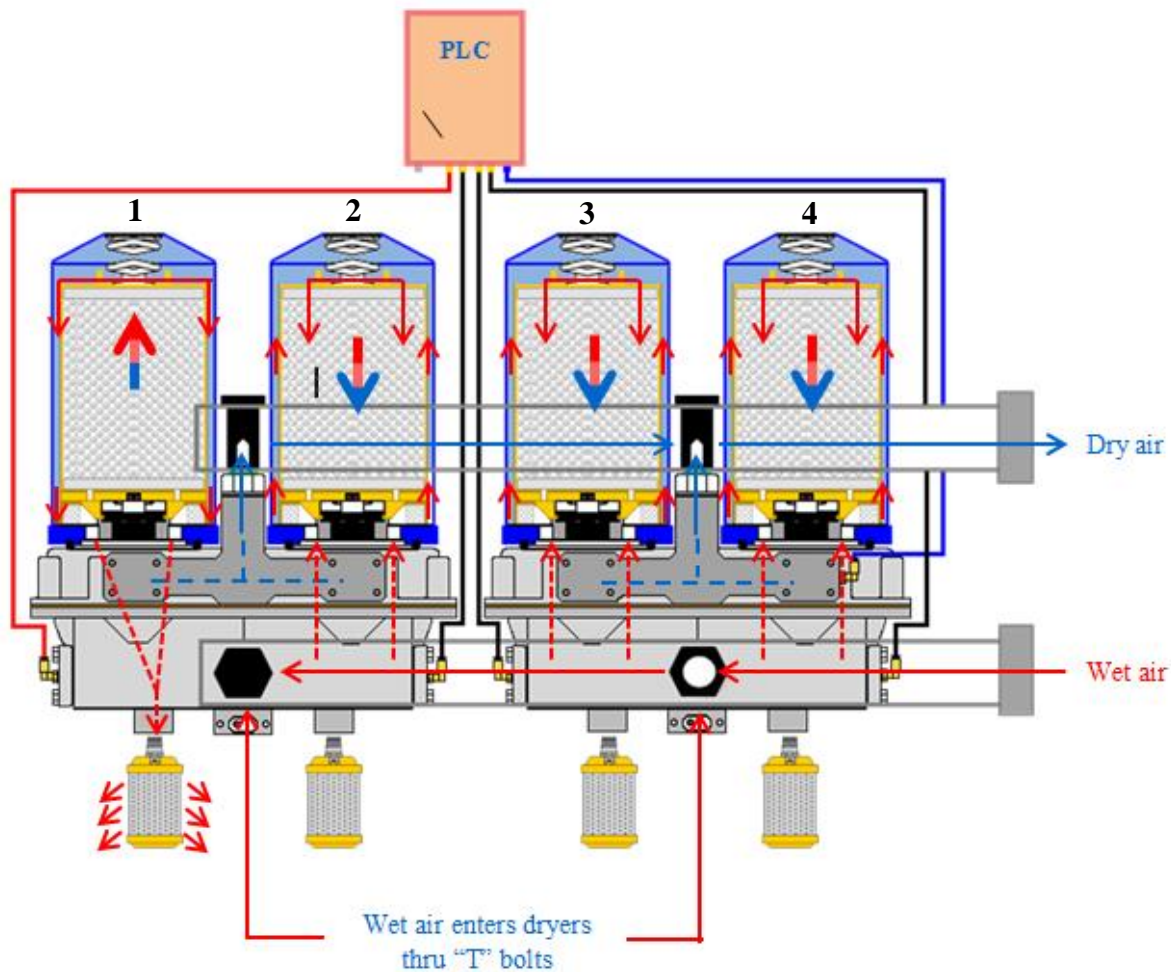 PLC
1
2
3
4
Dry air
Wet air
Wet air enters dryers
thru “T” bolts